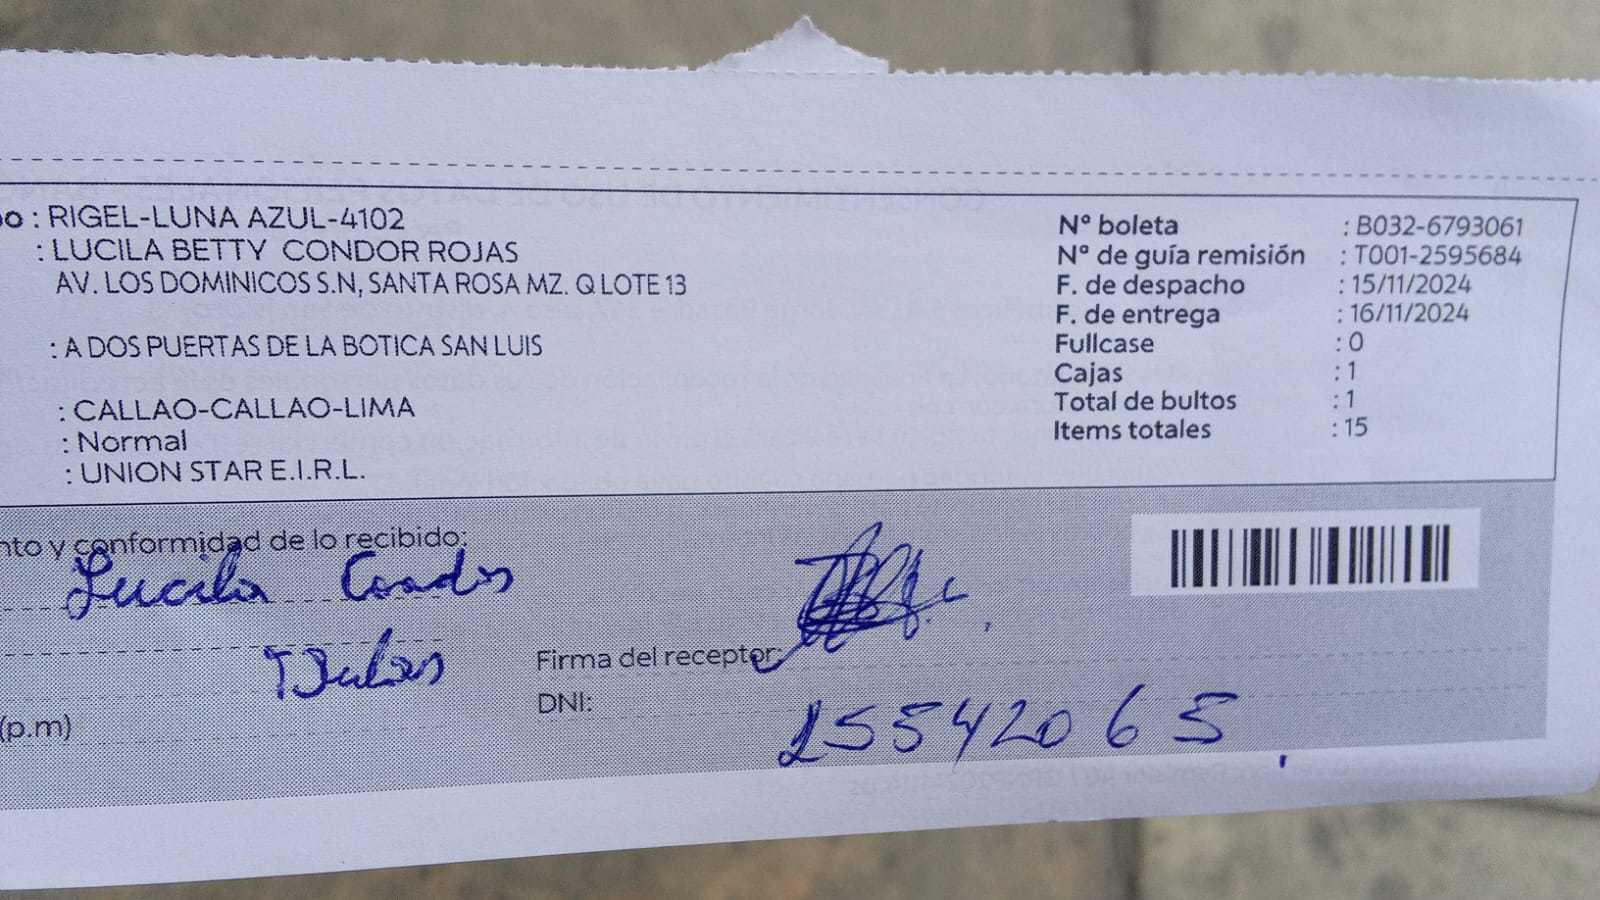 : RIGEL-LUNA AZUL-4102
: LUCILA BETTY CONDOR ROJAS
AV. LOS DOMINICOS S.N, SANTA ROSA MZ. Q LOTE 13
: A DOS PUERTAS DE LA BOTICA SAN LUIS
: CALLAO-CALLAO-LIMA
: Normal
: UNION STAR E.I.R.L.
Nº boleta : B032-6793061
Nº de guía remisión : T001-2595684
F. de despacho : 15/11/2024
F. de entrega : 16/11/2024
Fullcase : 0
Cajas : 1
Total de bultos : 1
Items totales : 15
nto y conformidad de lo recibido:
Lucila
Firma del receptor:
DNI: 25542065
(p.m)